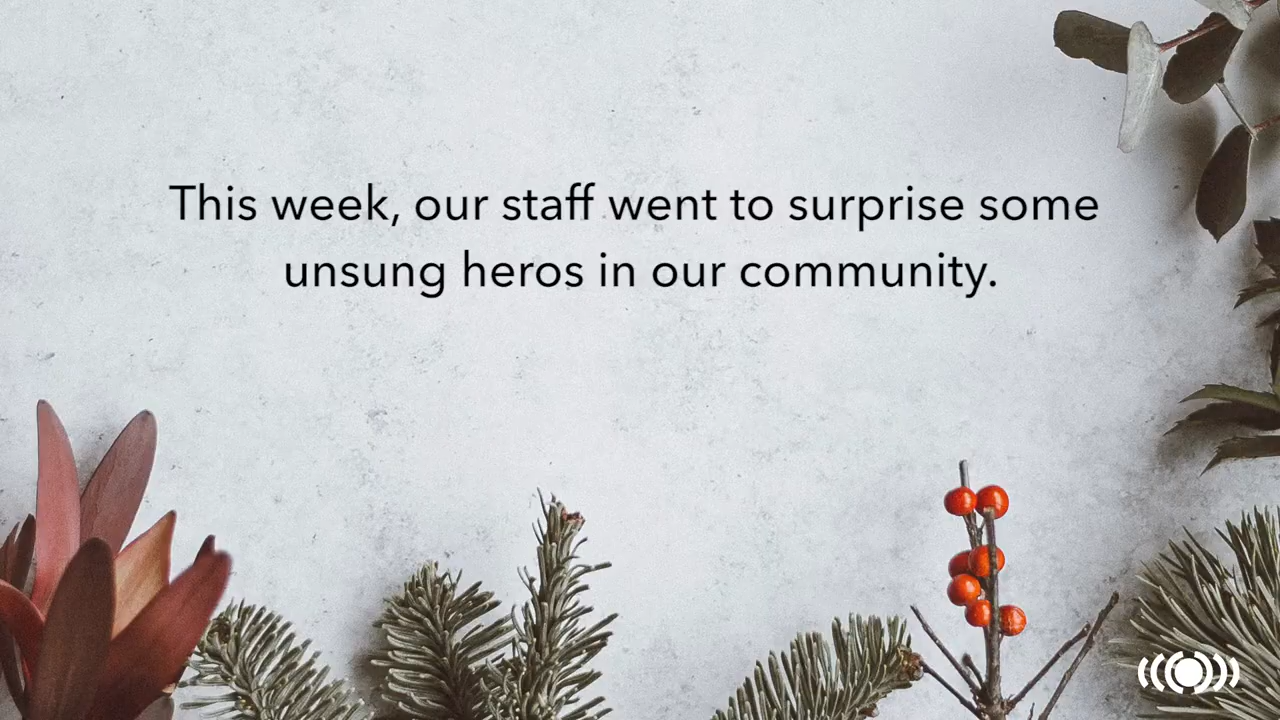 This week, our staff went to surprise some
unsung heros in our community.